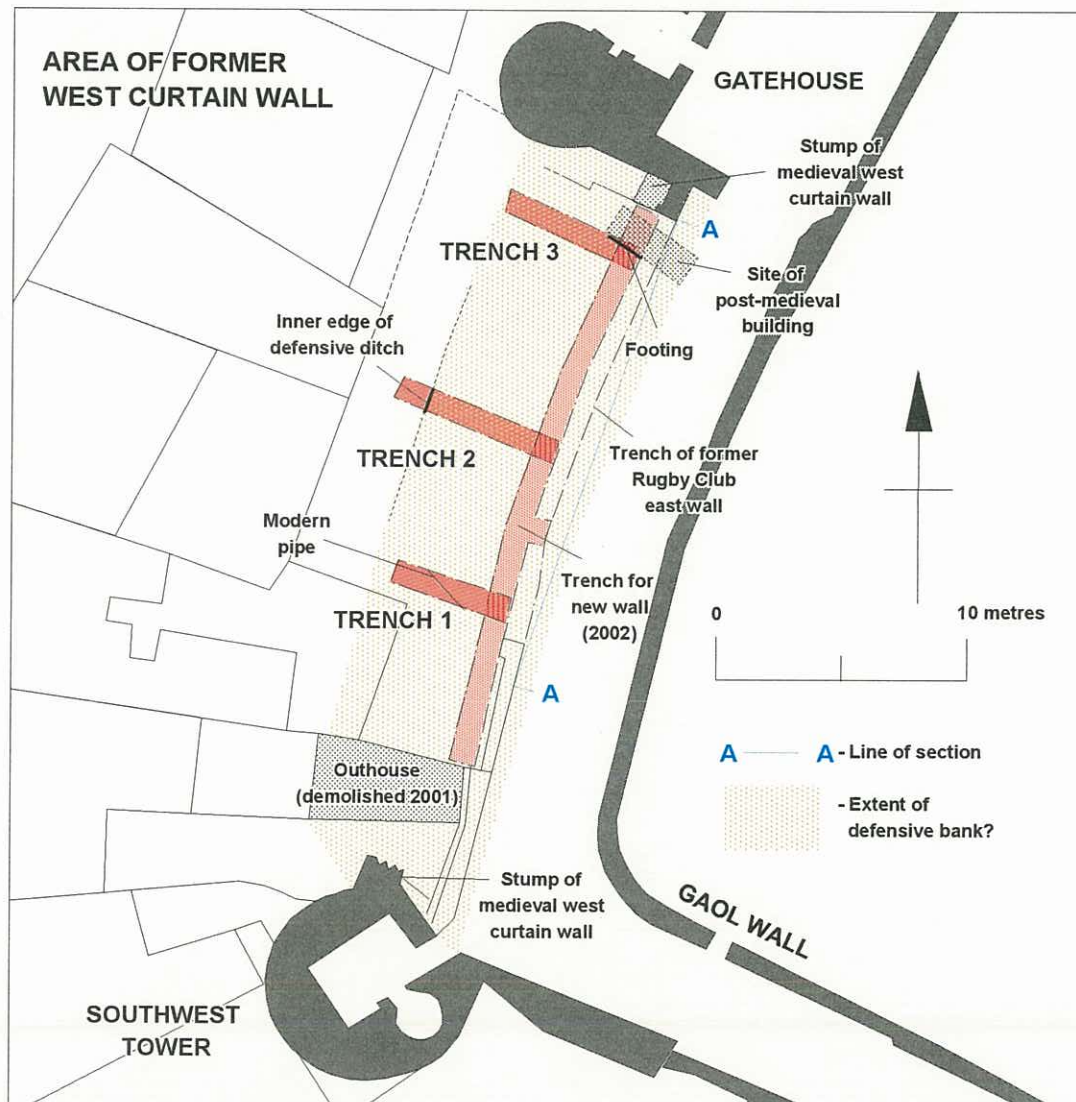 AREA OF FORMER
WEST CURTAIN WALL
GATEHOUSE
Stump of
medieval west
curtain wall
A
TRENCH 3
Site of
post-medieval
building
Inner edge of
defensive ditch
Footing
TRENCH 2
Trench of former
Rugby Club
east wall
Modern
pipe
Trench for
new wall
(2002)
TRENCH 1
0
10 metres
A
A
A
- Line of section
Outhouse
(demolished 2001)
- Extent of
defensive bank?
Stump of
medieval west
curtain wall
GAOL WALL
SOUTHWEST
TOWER